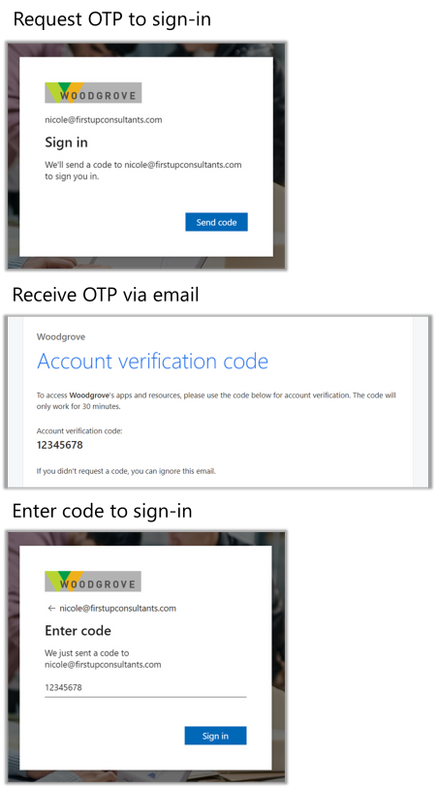 Request OTP to sign-in
WOODGROVE
nicole@firstupconsultants.com
Sign in
We'll send a code to nicole@firstupconsultants.com
to sign you in.
Send code
Receive OTP via email
Woodgrove
Account verification code
To access Woodgrove's apps and resources, please use the code below for account verification. The code will
only work for 30 minutes.
Account verification code:
12345678
If you didn't request a code, you can ignore this email.
Enter code to sign-in
WOODGROVE
← nicole@firstupconsultants.com
Enter code
We just sent a code to
nicole@firstupconsultants.com
12345678
Sign in